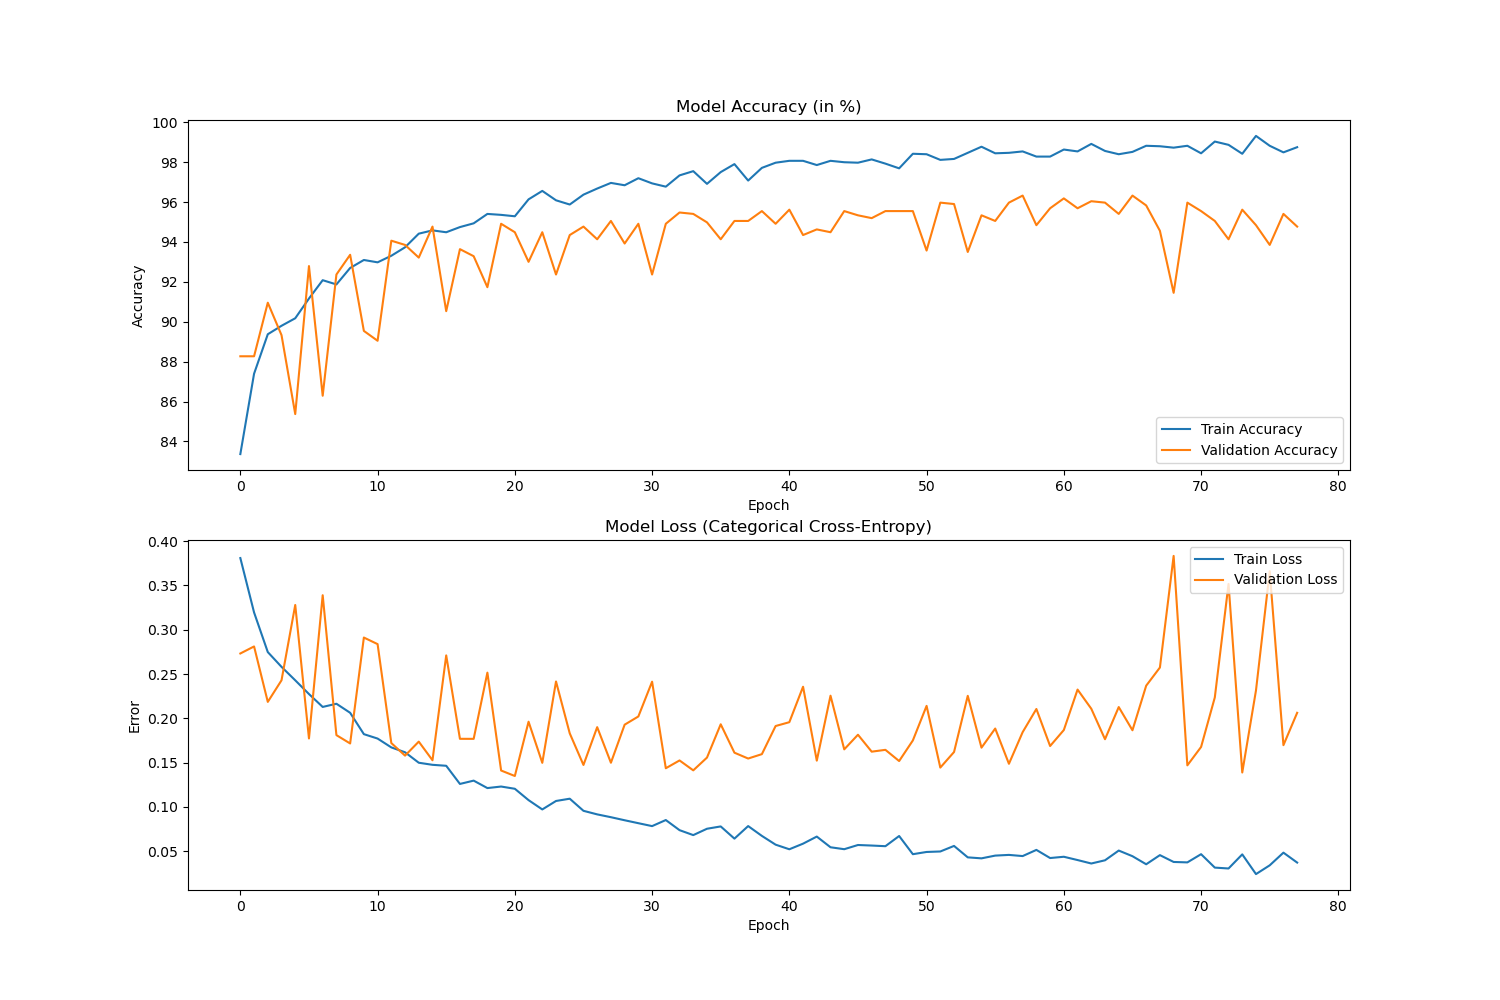 Model Accuracy (in %)
100
98
96
94
92
90
88
86
84
Accuracy
Train Accuracy
Validation Accuracy
0 10 20 30 40 50 60 70 80
Epoch
Model Loss (Categorical Cross-Entropy)
0.40
0.35
0.30
0.25
0.20
0.15
0.10
0.05
Error
Train Loss
Validation Loss
0 10 20 30 40 50 60 70 80
Epoch